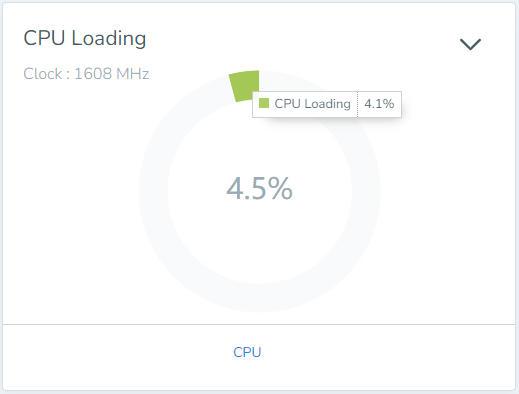 CPU Loading
Clock : 1608 MHz
CPU Loading 4.1%
4.5%
CPU